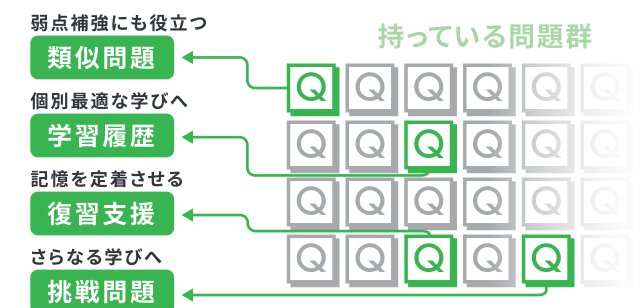 弱点補強にも役立つ
類似問題
持っている問題群
個別最適な学びへ
学習履歴
記憶を定着させる
復習支援
さらなる学びへ
挑戦問題
Q Q Q Q Q Q
Q Q Q Q Q Q
Q Q Q Q Q Q
Q Q Q Q Q Q